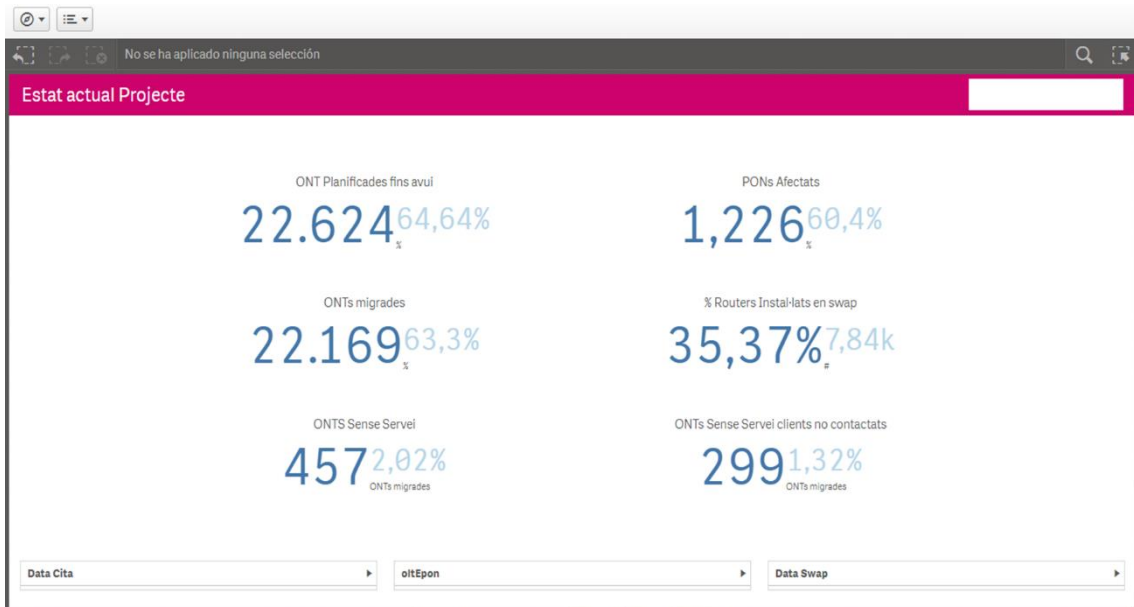 No se ha aplicado ninguna selección
Estat actual Projecte
ONT Planificades fins avui
22.624 64,64%
%
PONs Afectats
1,226 60,4%
%
ONTs migrades
22.169 63,3%
%
% Routers Instal·lats en swap
35,37% 7,84k
#
ONTS Sense Servei
457 2,02%
ONTs migrades
ONTs Sense Servei clients no contactats
299 1,32%
ONTs migrades
Data Cita
oltEpon
Data Swap